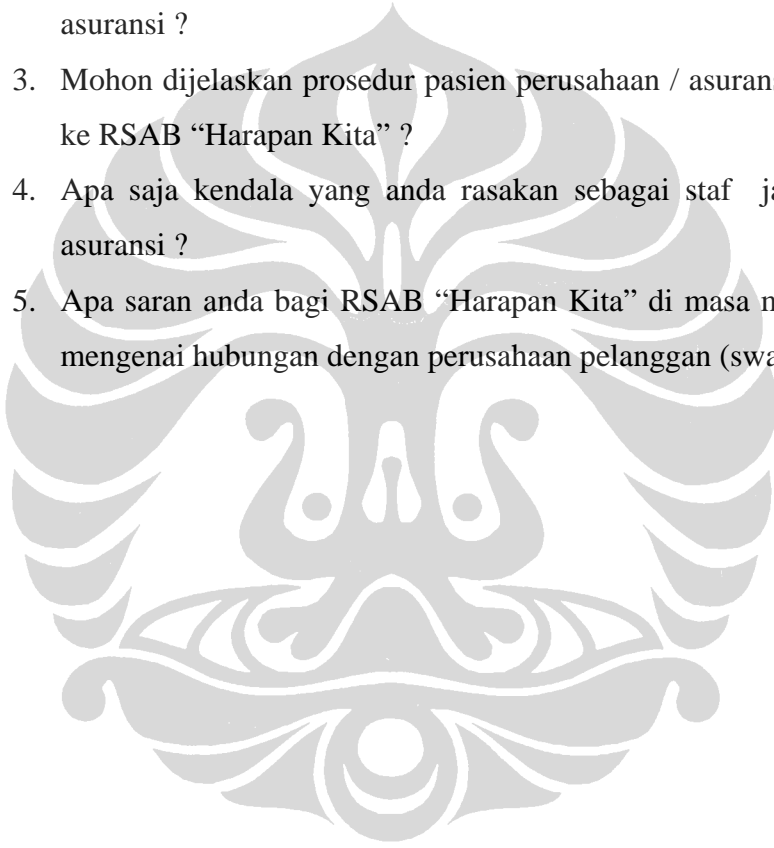 asuransi ?
3. Mohon dijelaskan prosedur pasien perusahaan / asurans
ke RSAB “Harapan Kita” ?
4. Apa saja kendala yang anda rasakan sebagai staf ja
asuransi ?
5. Apa saran anda bagi RSAB “Harapan Kita” di masa m
mengenai hubungan dengan perusahaan pelanggan (swa